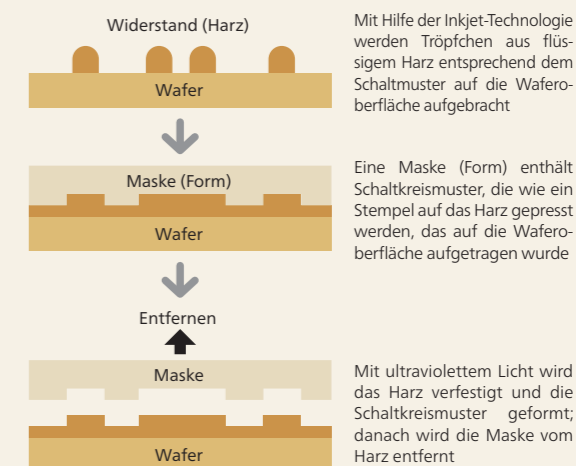 Widerstand (Harz)
Wafer
Mit Hilfe der Inkjet-Technologie
werden Tröpfchen aus flüs-
sigem Harz entsprechend dem
Schaltmuster auf die Wafero-
berfläche aufgebracht
Maske (Form)
Wafer
Eine Maske (Form) enthält
Schaltkreismuster, die wie ein
Stempel auf das Harz gepresst
werden, das auf die Wafero-
berfläche aufgetragen wurde
Entfernen
Maske
Wafer
Mit ultraviolettem Licht wird
das Harz verfestigt und die
Schaltkreismuster geformt;
danach wird die Maske vom
Harz entfernt